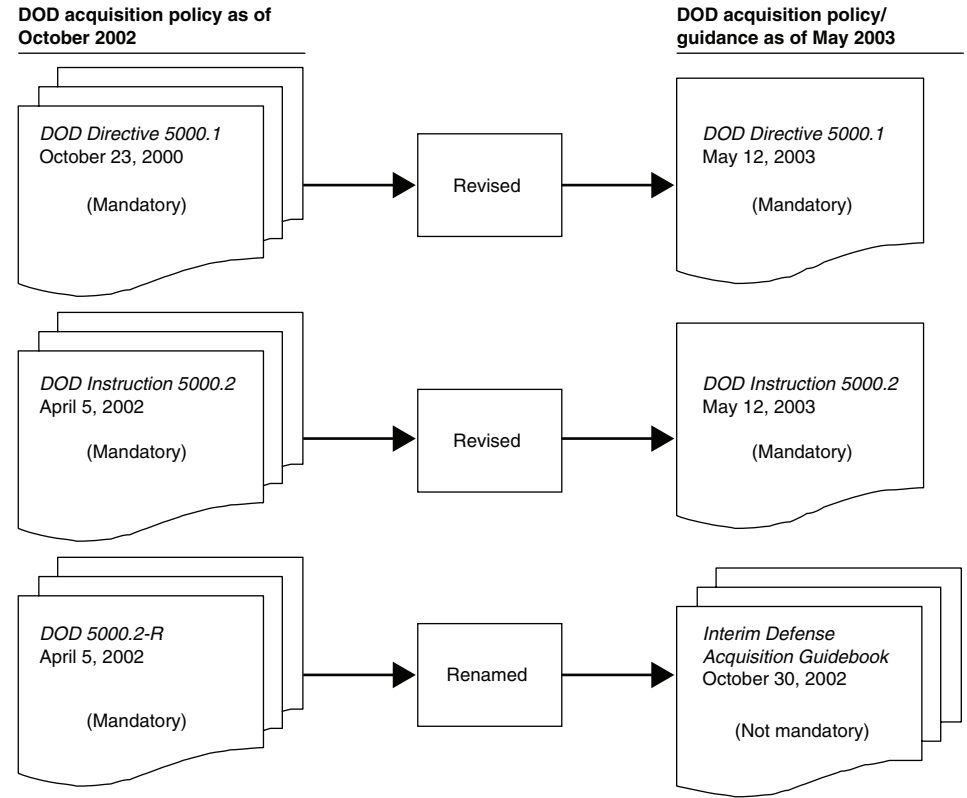 DOD acquisition policy as of
October 2002
DOD acquisition policy/
guidance as of May 2003
DOD Directive 5000.1
October 23, 2000
(Mandatory)
Revised
DOD Directive 5000.1
May 12, 2003
(Mandatory)
DOD Instruction 5000.2
April 5, 2002
(Mandatory)
Revised
DOD Instruction 5000.2
May 12, 2003
(Mandatory)
DOD 5000.2-R
April 5, 2002
(Mandatory)
Renamed
Interim Defense
Acquisition Guidebook
October 30, 2002
(Not mandatory)